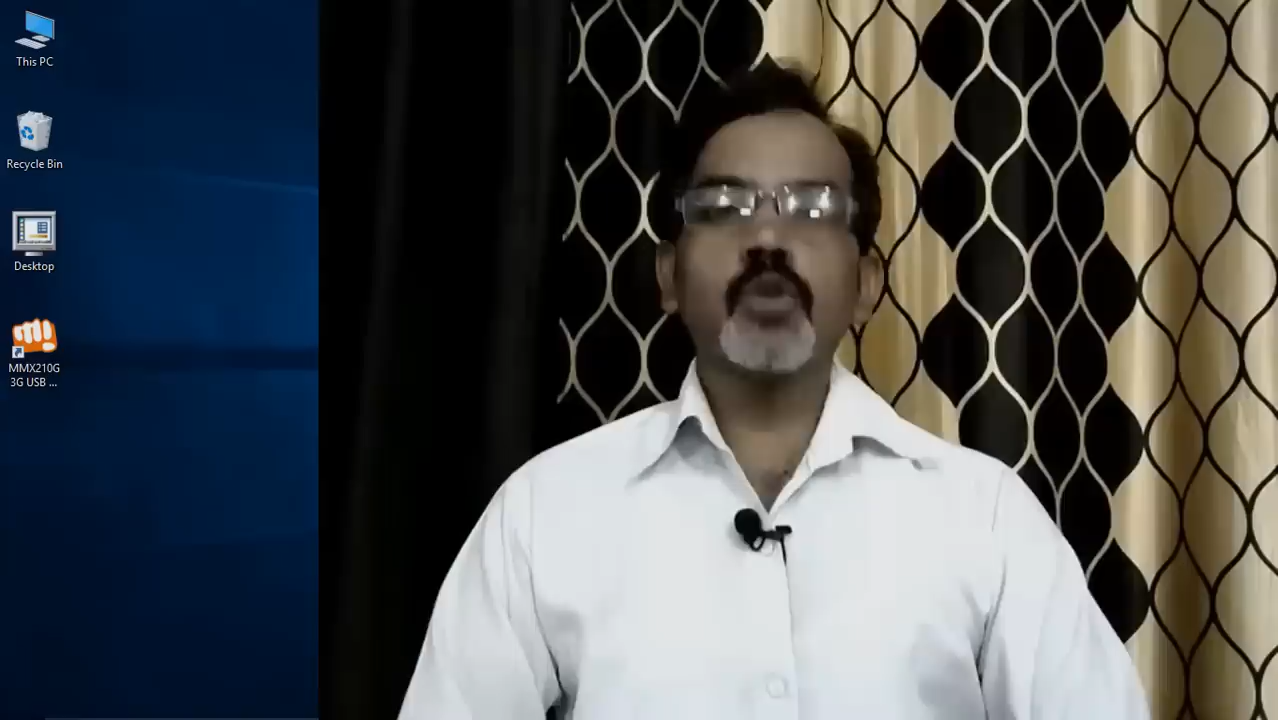 This PC
Recycle Bin
Desktop
MMX210G
3G USB ...